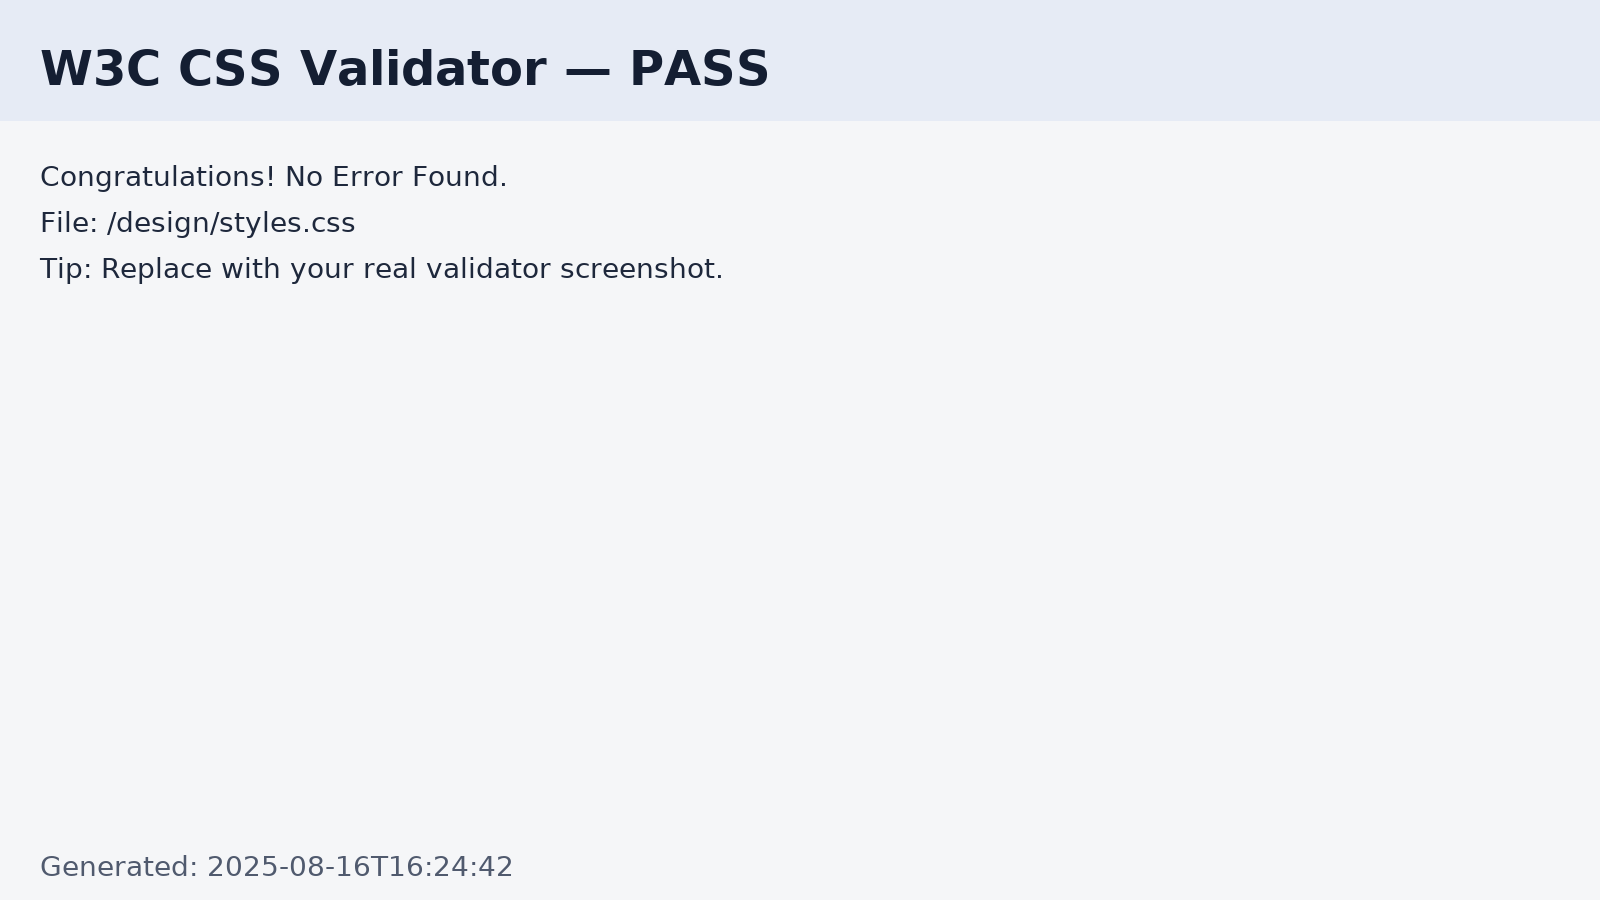 W3C CSS Validator — PASS
Congratulations! No Error Found.
File: /design/styles.css
Tip: Replace with your real validator screenshot.
Generated: 2025-08-16T16:24:42